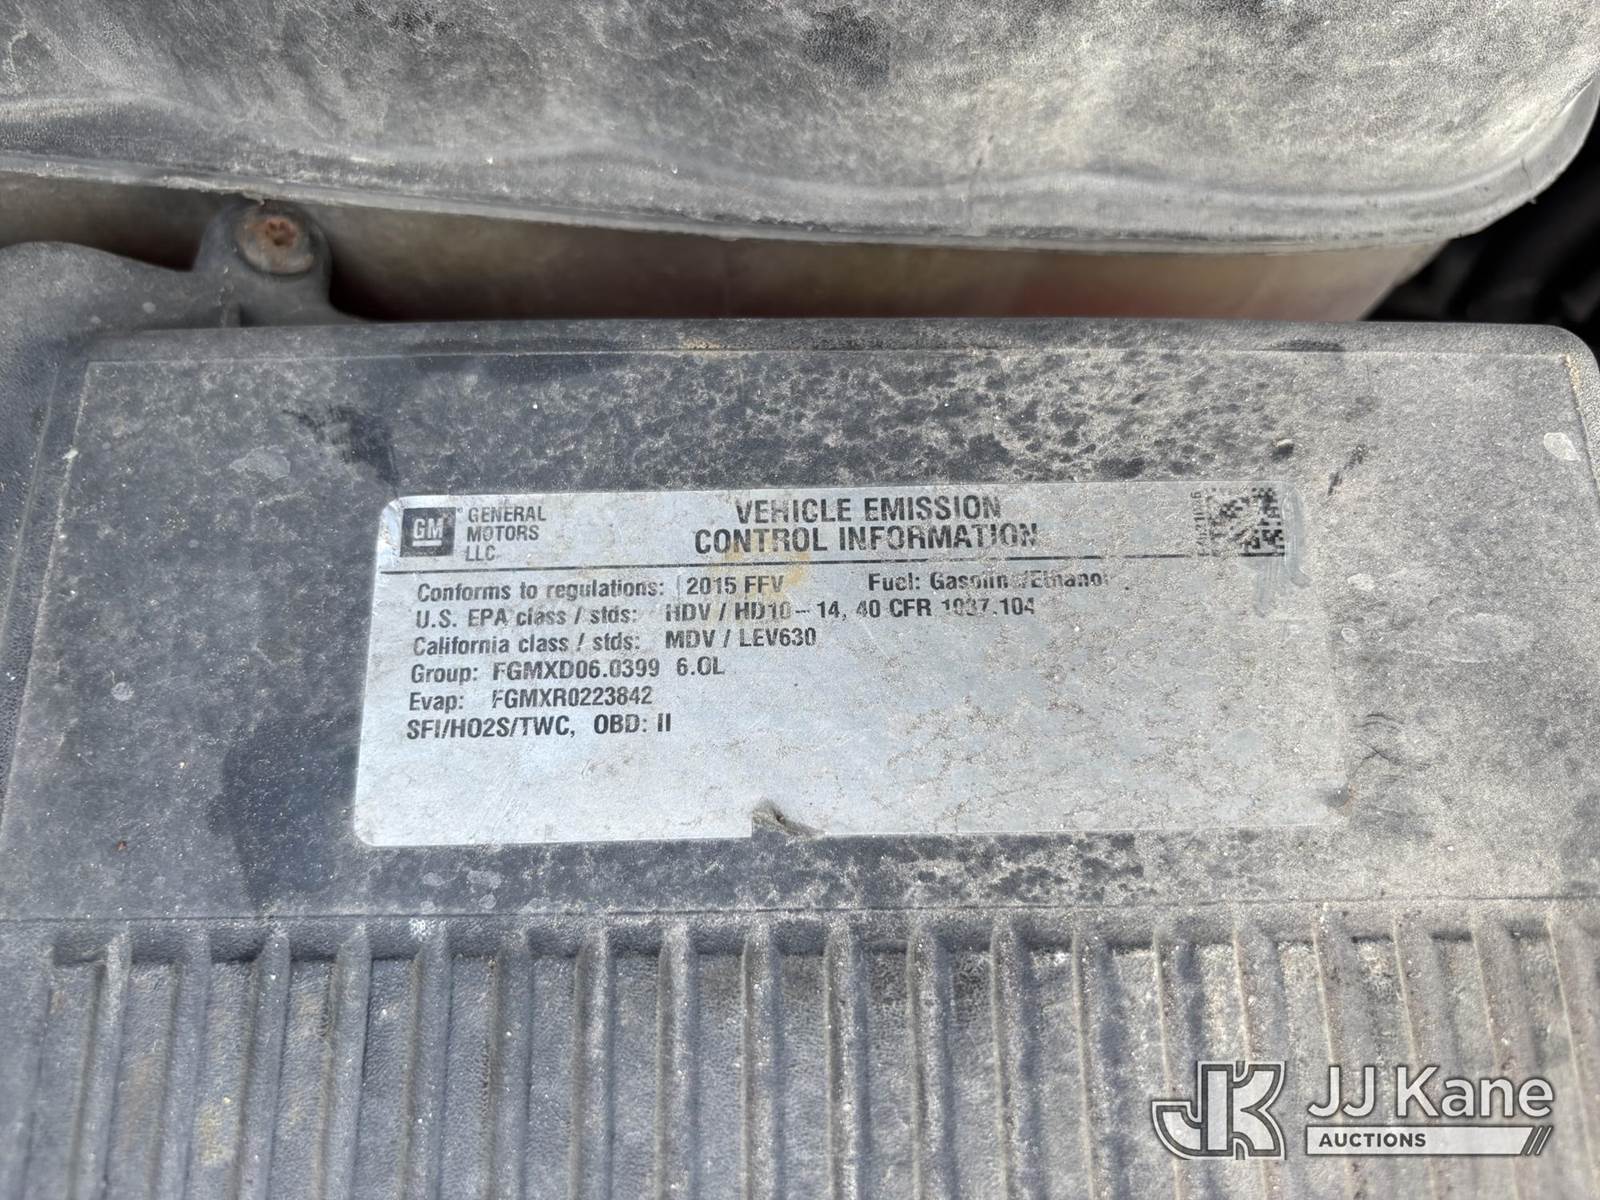 GM
GENERAL
MOTORS
LLC
VEHICLE EMISSION
CONTROL INFORMATION
Conforms to regulations: 2015 FFV Fuel: Gasoline/Ethanol
U.S. EPA class / stds: HDV / HD10-14, 40 CFR 1037.104
California class / stds: MDV / LEV630
Group: FGMXD06.0399 6.0L
Evap: FGMXR0223842
SFI/HO2S/TWC, OBD: II
JK
JJ Kane
AUCTIONS